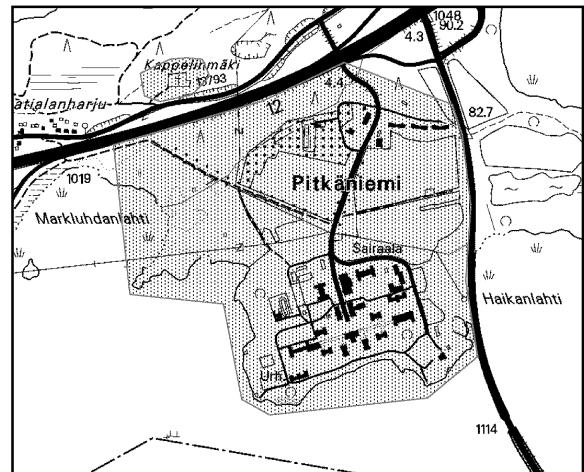 1048
90.2
4.3
Kappelinmäki
13793
4.4
12
82.7
atialanharju
1019
Pitkäniemi
Markluhdanlahti
Sairaala
Haikanlahti
Urh.
1114